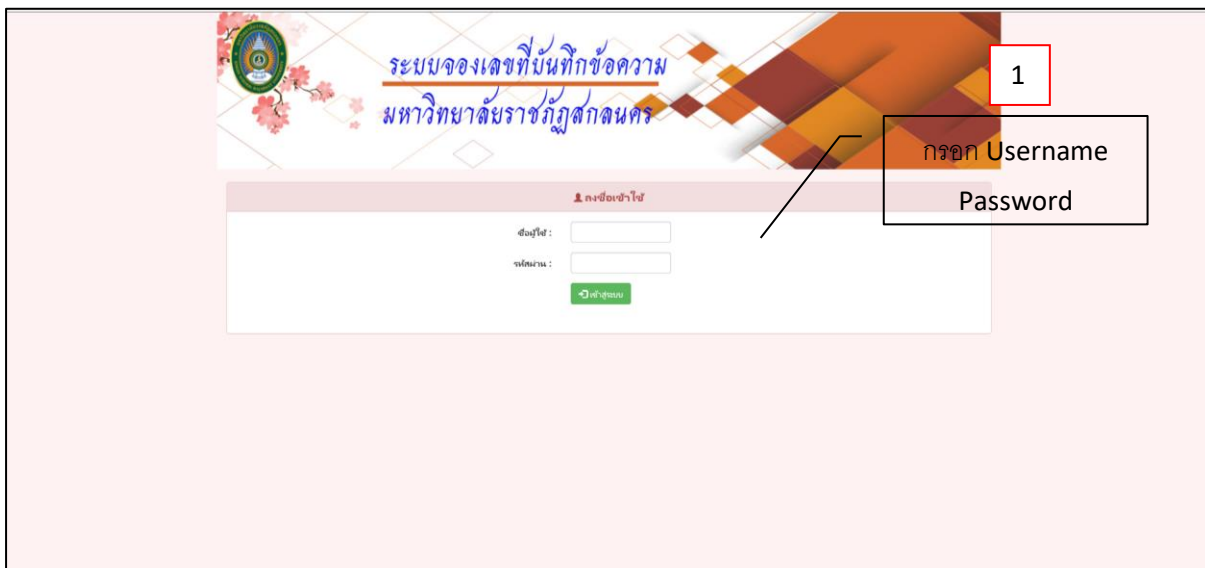 ระบบจองเลขที่บันทึกข้อความ
มหาวิทยาลัยราชภัฏสกลนคร
1
กรอก Username
Password
ลงชื่อเข้าใช้
ชื่อผู้ใช้ :
รหัสผ่าน :
เข้าสู่ระบบ